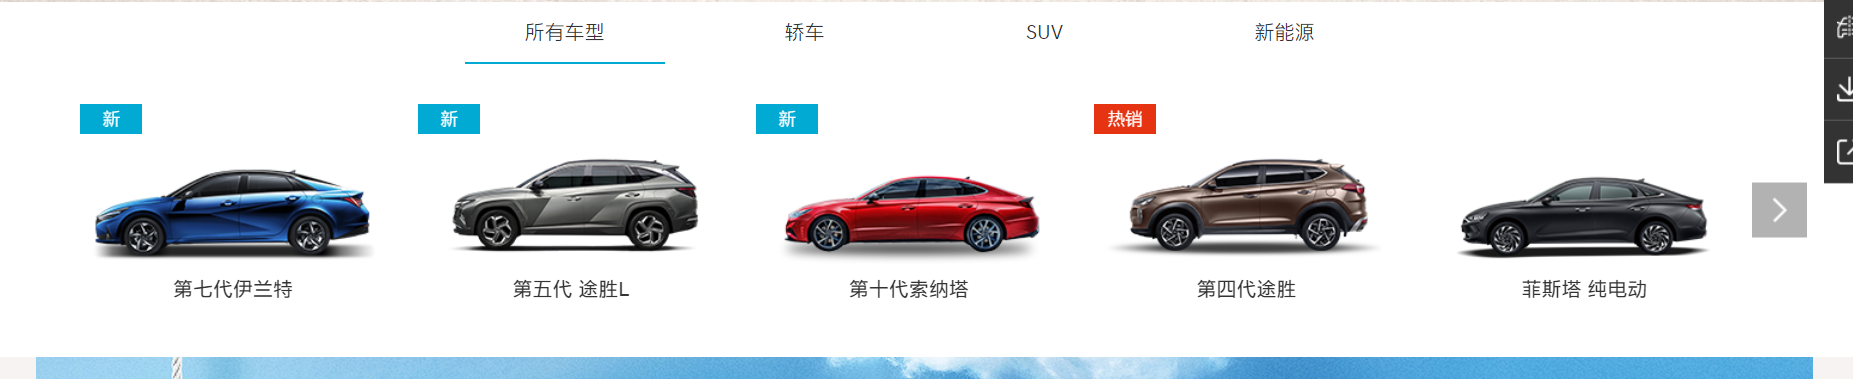 所有车型
轿车
SUV
新能源
新
新
新
热销
第七代伊兰特
第五代 途胜L
第十代索纳塔
第四代途胜
菲斯塔 纯电动